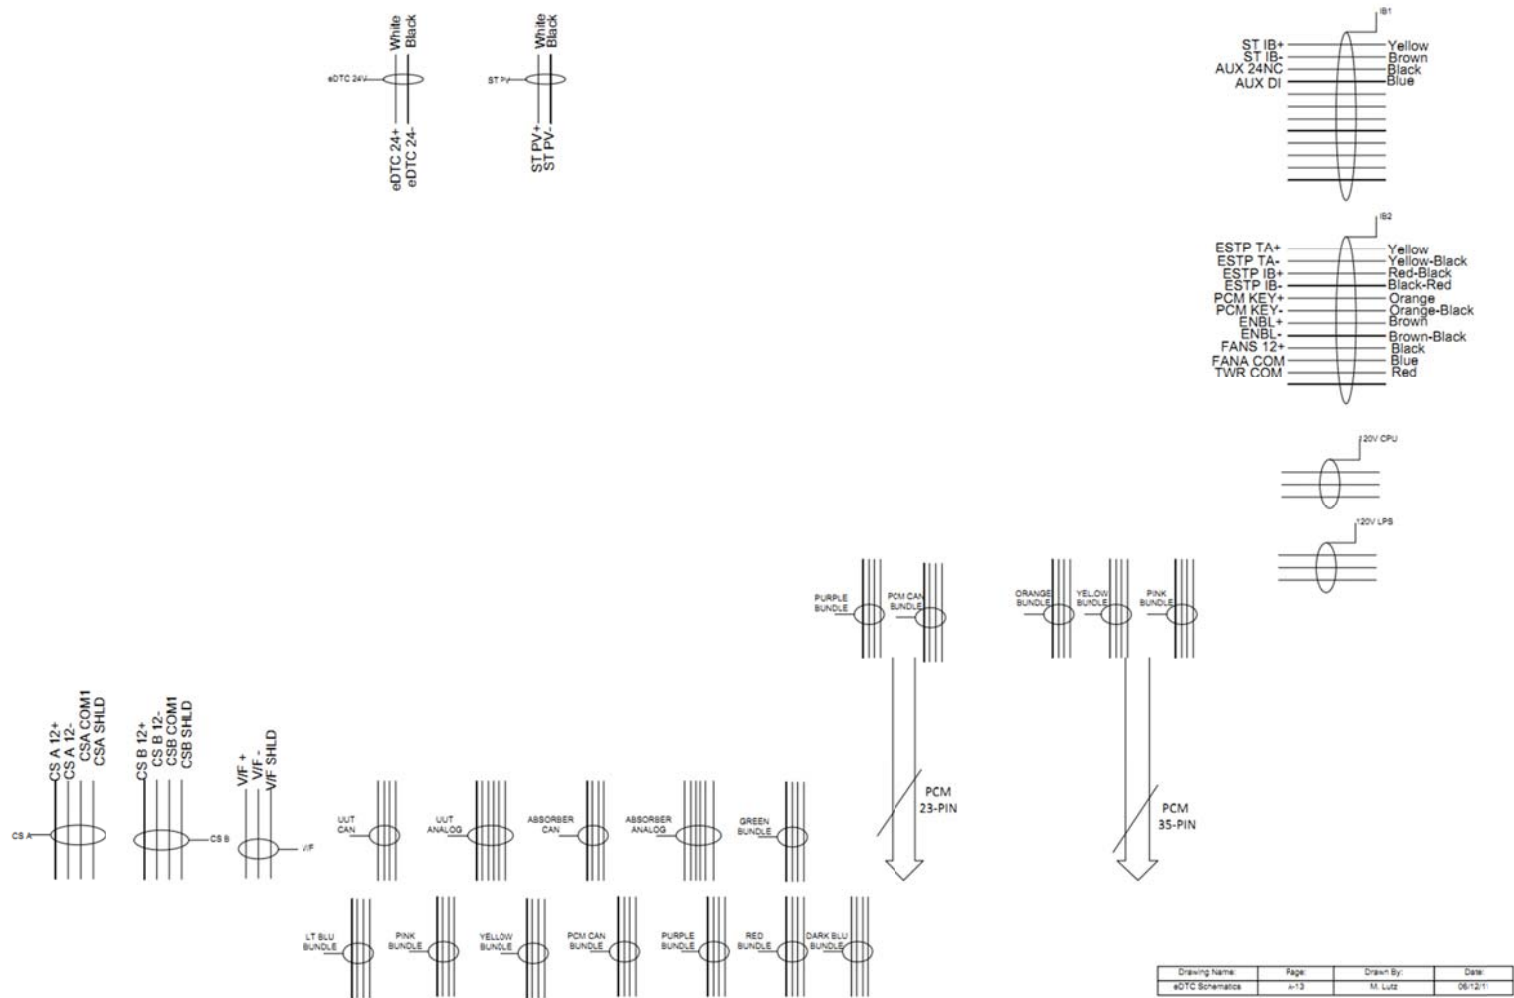 White
Black
eDTC 24V
eDTC 24+
eDTC 24-
White
Black
ST PV
ST PV+
ST PV-
IB1
ST IB+ Yellow
ST IB- Brown
AUX 24NC Black
AUX DI Blue
IB2
ESTP TA+ Yellow
ESTP TA- Yellow-Black
ESTP IB+ Red-Black
ESTP IB- Black-Red
PCM KEY+ Orange
PCM KEY- Orange-Black
ENBL+ Brown
ENBL- Brown-Black
FANS 12+ Black
FANA COM Blue
TWR COM Red
120V CPU
120V LPS
PURPLE
BUNDLE
PCM CAN
BUNDLE
ORANGE
BUNDLE
YELOW
BUNDLE
PINK
BUNDLE
PCM
23-PIN
PCM
35-PIN
CS A 12+
CS A 12-
CSA COM1
CSA SHLD
CS A
CS B 12+
CS B 12-
CSB COM1
CSB SHLD
CS B
V/F +
V/F -
V/F SHLD
V/F
UUT
CAN
UUT
ANALOG
ABSORBER
CAN
ABSORBER
ANALOG
GREEN
BUNDLE
LT BLU
BUNDLE
PINK
BUNDLE
YELLOW
BUNDLE
PCM CAN
BUNDLE
PURPLE
BUNDLE
RED
BUNDLE
DARK BLU
BUNDLE
Drawing Name: Page: Drawn By: Date:
eDTC Schematics A-13 M. Lutz